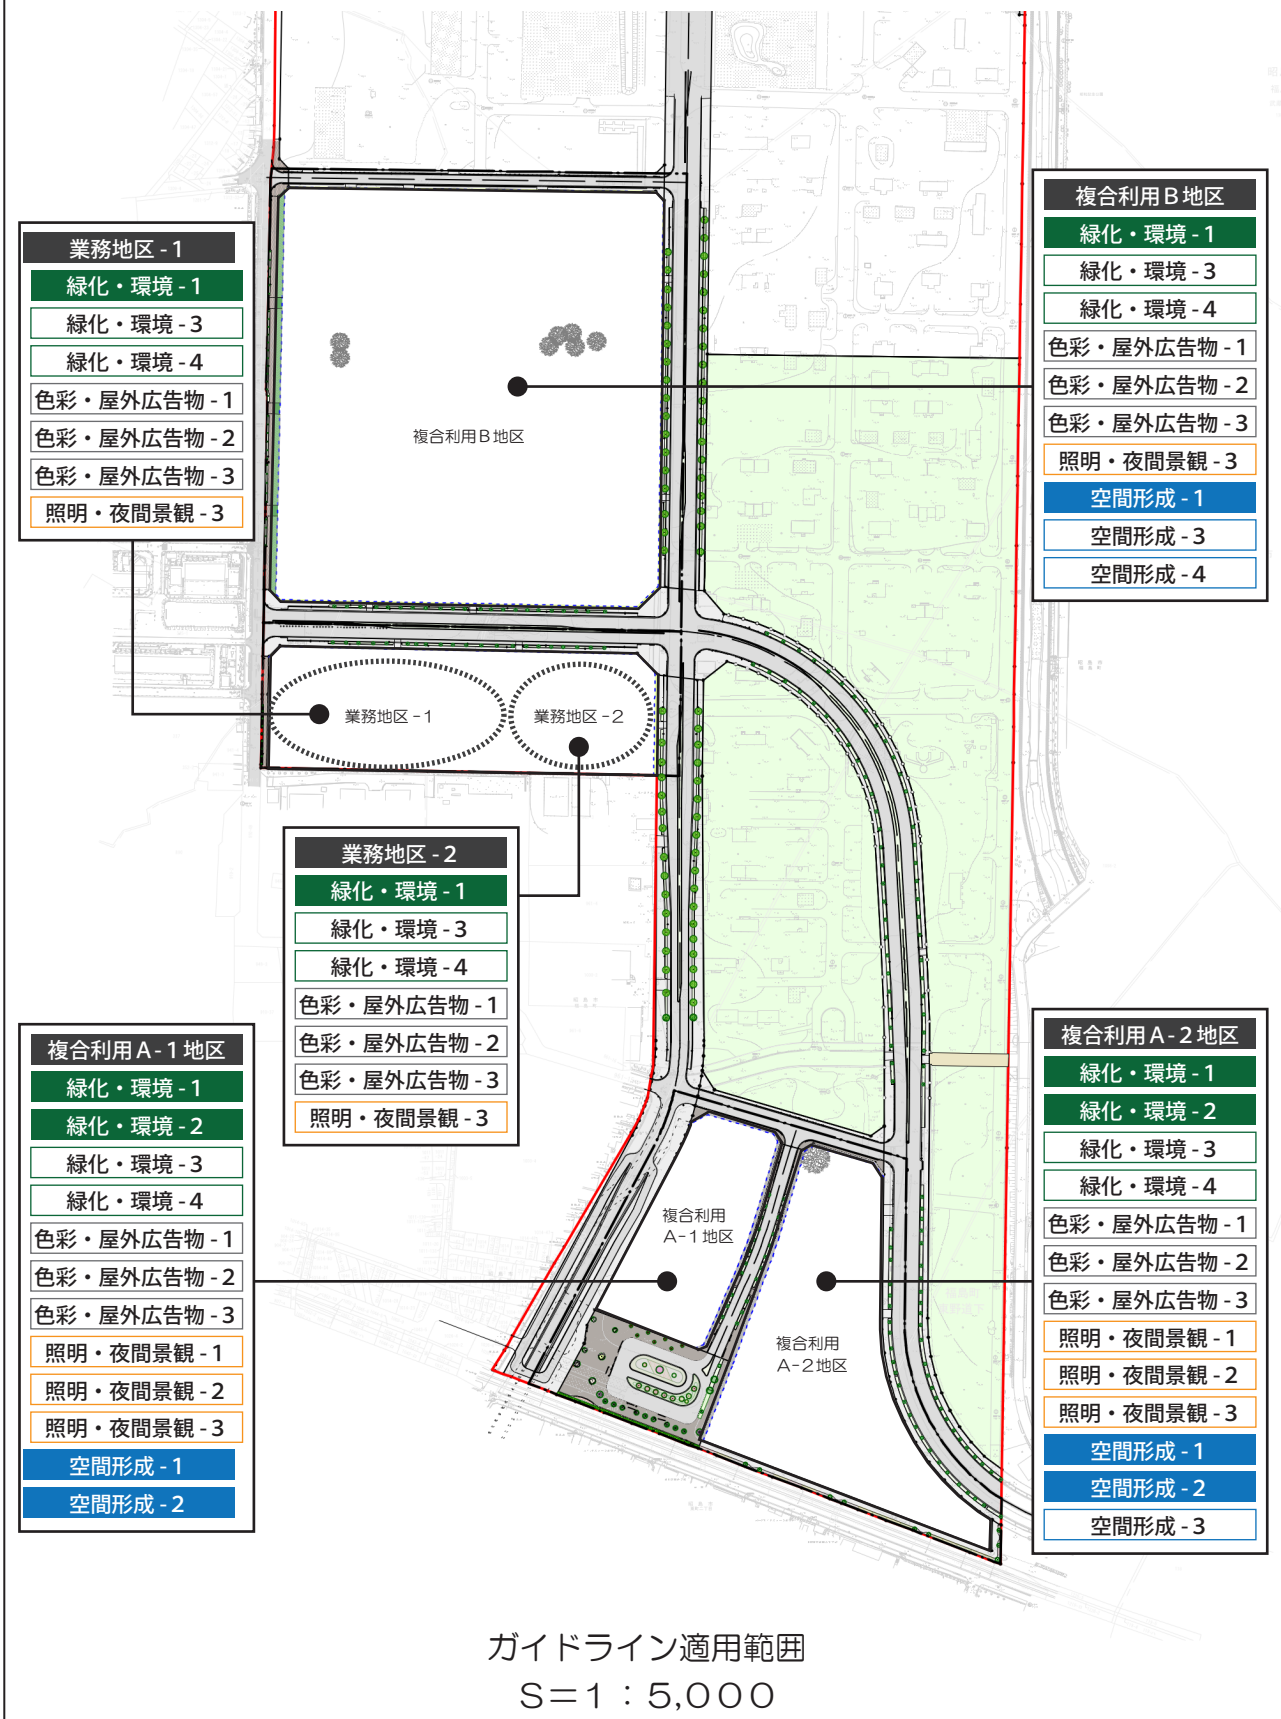 複合利用B地区
緑化・環境 - 1
緑化・環境 - 3
緑化・環境 - 4
色彩・屋外広告物 - 1
色彩・屋外広告物 - 2
色彩・屋外広告物 - 3
照明・夜間景観 - 3
空間形成 - 1
空間形成 - 3
空間形成 - 4
業務地区 - 1
緑化・環境 - 1
緑化・環境 - 3
緑化・環境 - 4
色彩・屋外広告物 - 1
色彩・屋外広告物 - 2
色彩・屋外広告物 - 3
照明・夜間景観 - 3
複合利用B地区
業務地区 - 1
業務地区 - 2
業務地区 - 2
緑化・環境 - 1
緑化・環境 - 3
緑化・環境 - 4
色彩・屋外広告物 - 1
色彩・屋外広告物 - 2
色彩・屋外広告物 - 3
照明・夜間景観 - 3
複合利用A - 1地区
緑化・環境 - 1
緑化・環境 - 2
緑化・環境 - 3
緑化・環境 - 4
色彩・屋外広告物 - 1
色彩・屋外広告物 - 2
色彩・屋外広告物 - 3
照明・夜間景観 - 1
照明・夜間景観 - 2
照明・夜間景観 - 3
空間形成 - 1
空間形成 - 2
複合利用
A-1地区
複合利用
A-2地区
複合利用A - 2地区
緑化・環境 - 1
緑化・環境 - 2
緑化・環境 - 3
緑化・環境 - 4
色彩・屋外広告物 - 1
色彩・屋外広告物 - 2
色彩・屋外広告物 - 3
照明・夜間景観 - 1
照明・夜間景観 - 2
照明・夜間景観 - 3
空間形成 - 1
空間形成 - 2
空間形成 - 3
ガイドライン適用範囲
S=1：5,000